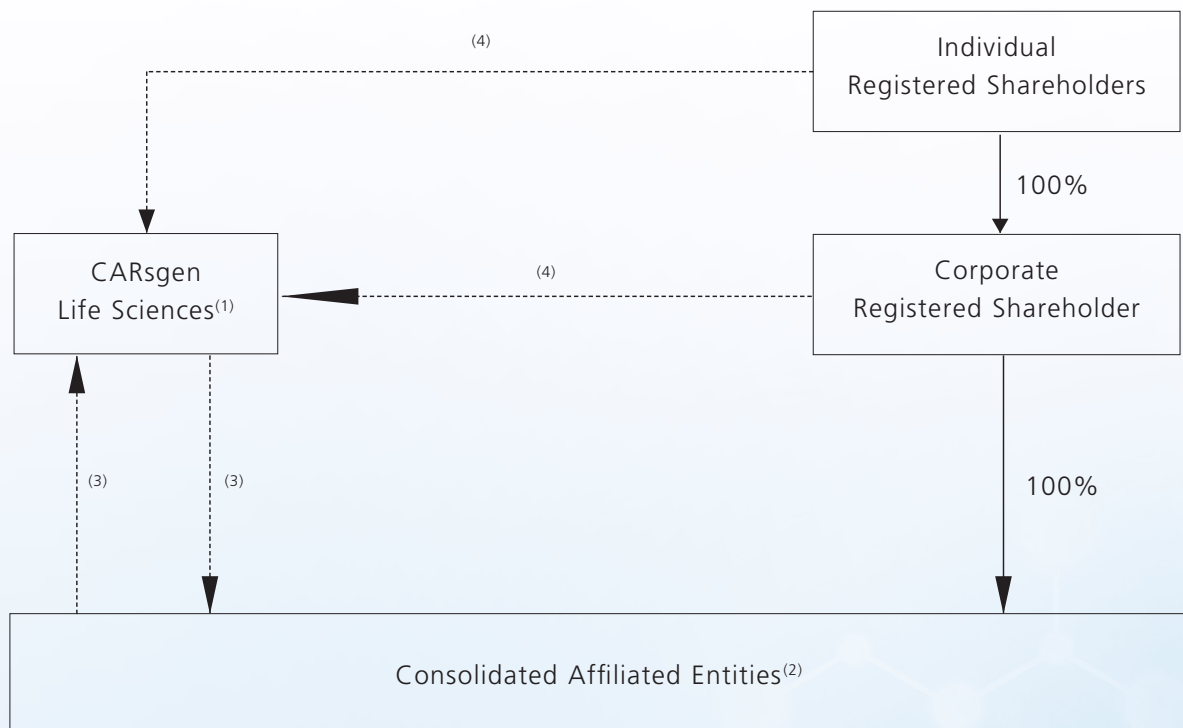 (4)
Individual
Registered Shareholders
100%
CARsgen
Life Sciences(1)
(4)
Corporate
Registered Shareholder
(3)
(3)
100%
Consolidated Affiliated Entities(2)